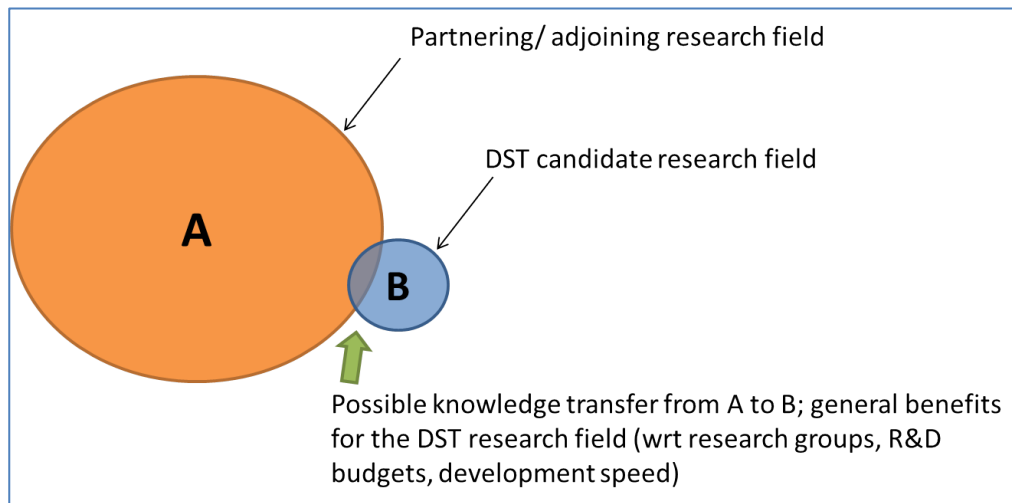 Partnering/ adjoining research field
DST candidate research field
A
B
Possible knowledge transfer from A to B; general benefits
for the DST research field (wrt research groups, R&D
budgets, development speed)